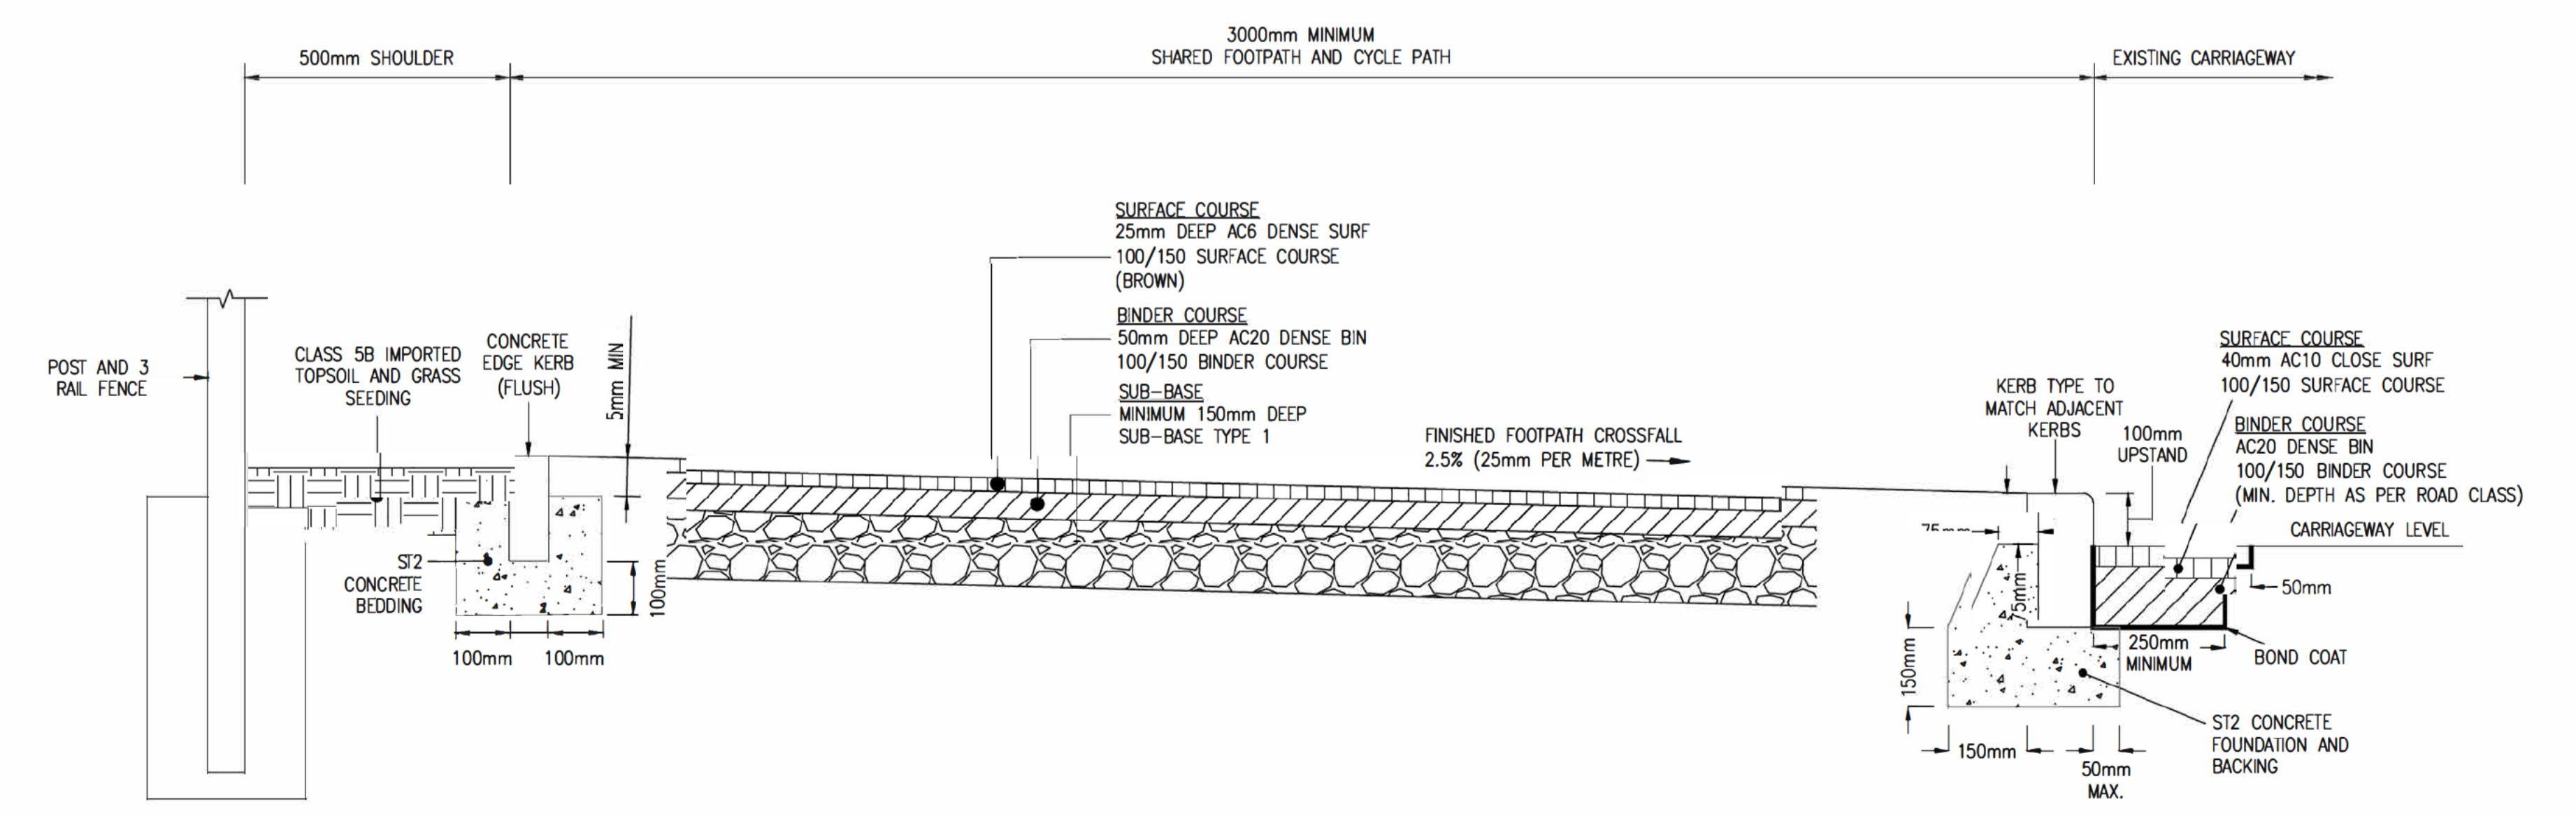 3000mm MINIMUM
SHARED FOOTPATH AND CYCLE PATH
500mm SHOULDER
EXISTING CARRIAGEWAY
SURFACE COURSE
25mm DEEP AC6 DENSE SURF
100/150 SURFACE COURSE
(BROWN)
BINDER COURSE
50mm DEEP AC20 DENSE BIN
100/150 BINDER COURSE
SUB-BASE
MINIMUM 150mm DEEP
SUB-BASE TYPE 1
POST AND 3
RAIL FENCE
CLASS 5B IMPORTED
TOPSOIL AND GRASS
SEEDING
CONCRETE
EDGE KERB
(FLUSH)
5mm MIN
FINISHED FOOTPATH CROSSFALL
2.5% (25mm PER METRE)
KERB TYPE TO
MATCH ADJACENT
KERBS
100mm
UPSTAND
SURFACE COURSE
40mm AC10 CLOSE SURF
100/150 SURFACE COURSE
BINDER COURSE
AC20 DENSE BIN
100/150 BINDER COURSE
(MIN. DEPTH AS PER ROAD CLASS)
CARRIAGEWAY LEVEL
ST2
CONCRETE
BEDDING
100mm
100mm
100mm
75mm
150mm
50mm
250mm
MINIMUM
BOND COAT
150mm
50mm
MAX.
ST2 CONCRETE
FOUNDATION AND
BACKING